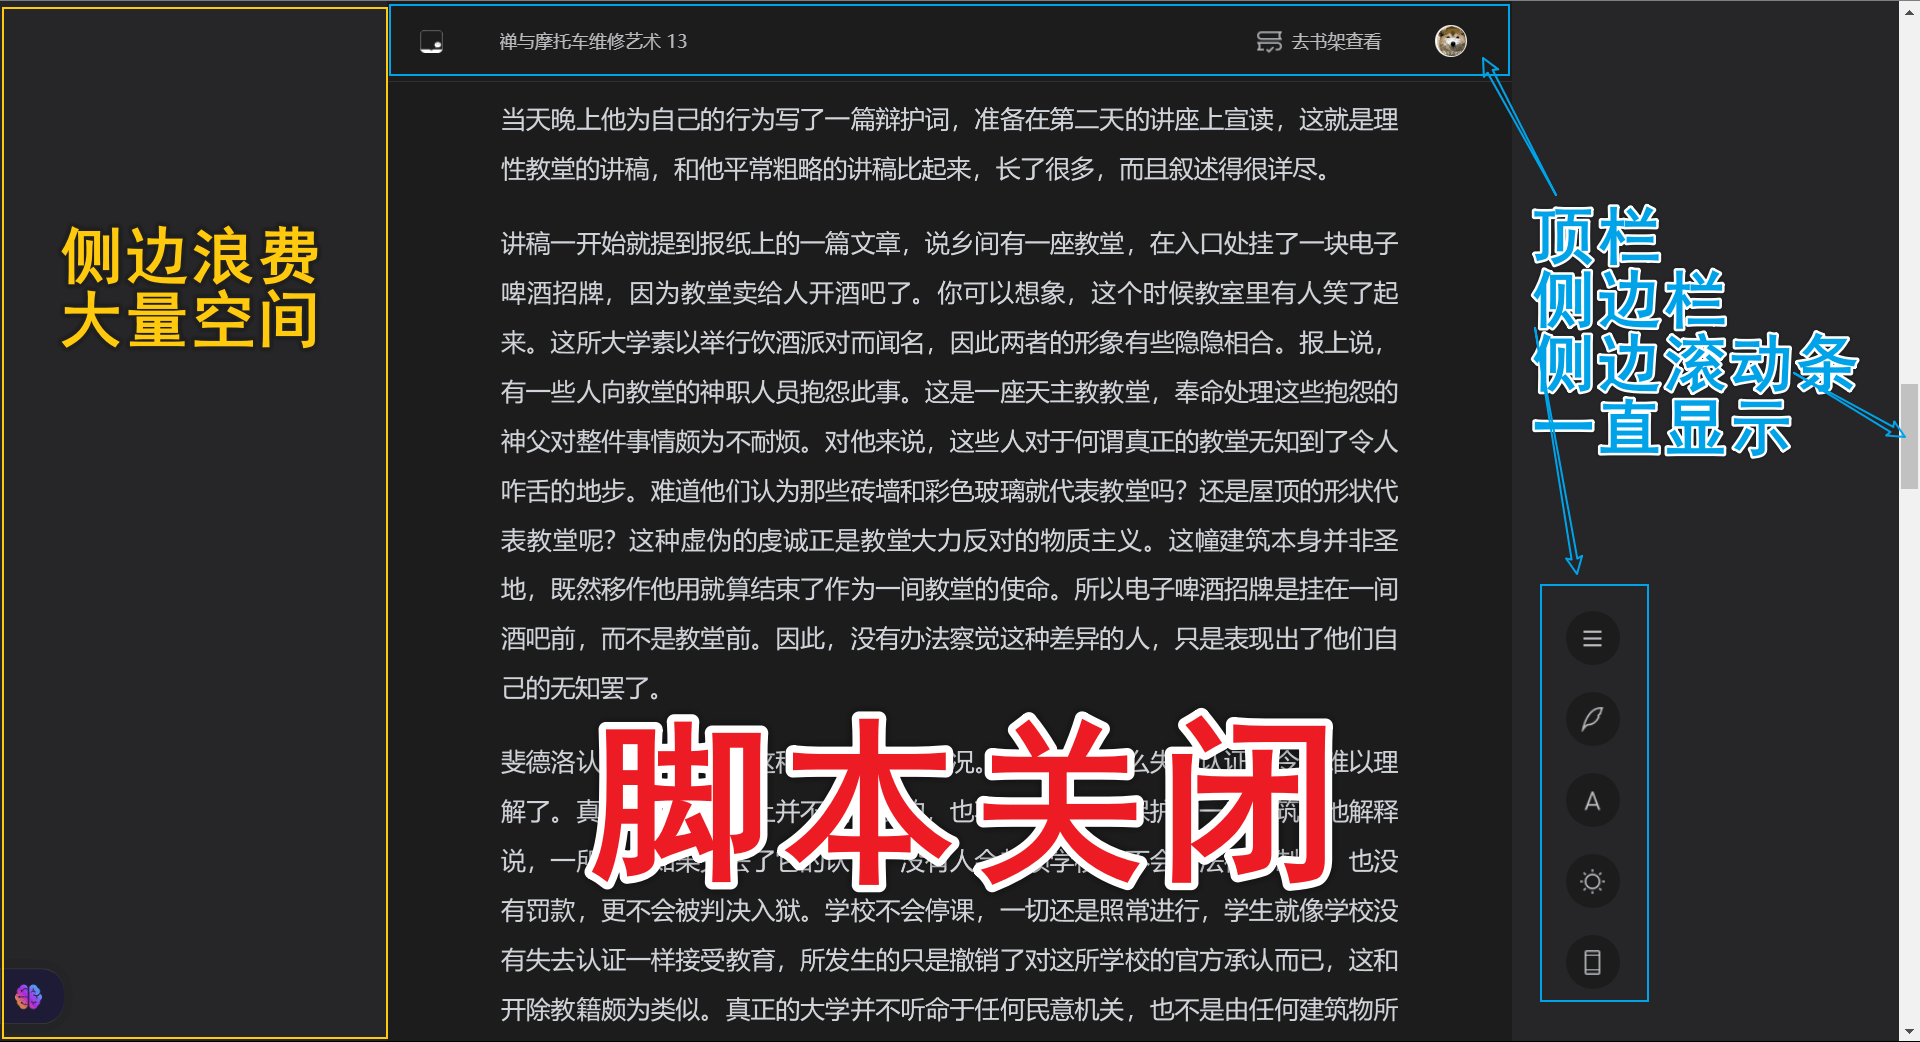 禅与摩托车维修艺术 13
去书架查看
当天晚上他为自己的行为写了一篇辩护词，准备在第二天的讲座上宣读，这就是理
性教堂的讲稿，和他平常粗略的讲稿比起来，长了很多，而且叙述得很详尽。
讲稿一开始就提到报纸上的一篇文章，说乡间有一座教堂，在入口处挂了一块电子
啤酒招牌，因为教堂卖给人开酒吧了。你可以想象，这个时候教室里有人笑了起
来。这所大学素以举行饮酒派对而闻名，因此两者的形象有些隐隐相合。报上说，
有一些人向教堂的神职人员抱怨此事。这是一座天主教教堂，奉命处理这些抱怨的
神父对整件事情颇为不耐烦。对他来说，这些人对于何谓真正的教堂无知到了令人
咋舌的地步。难道他们认为那些砖墙和彩色玻璃就代表教堂吗？还是屋顶的形状代
表教堂呢？这种虚伪的虔诚正是教堂大力反对的物质主义。这幢建筑本身并非圣
地，既然移作他用就算结束了作为一间教堂的使命。所以电子啤酒招牌是挂在一间
酒吧前，而不是教堂前。因此，没有办法察觉这种差异的人，只是表现出了他们自
己的无知罢了。
斐德洛认 况。 么失 认证 令 难以理
解了。真 上并不 ，也 保护 一 筑 他解释
说，一所 如果失去了它的认 没有人会 学校 不会 法 制 也没
有罚款，更不会被判决入狱。学校不会停课，一切还是照常进行，学生就像学校没
有失去认证一样接受教育，所发生的只是撤销了对这所学校的官方承认而已，这和
开除教籍颇为类似。真正的大学并不听命于任何民意机关，也不是由任何建筑物所
侧边浪费
大量空间
顶栏
侧边栏
侧边滚动条
一直显示
脚本关闭
A